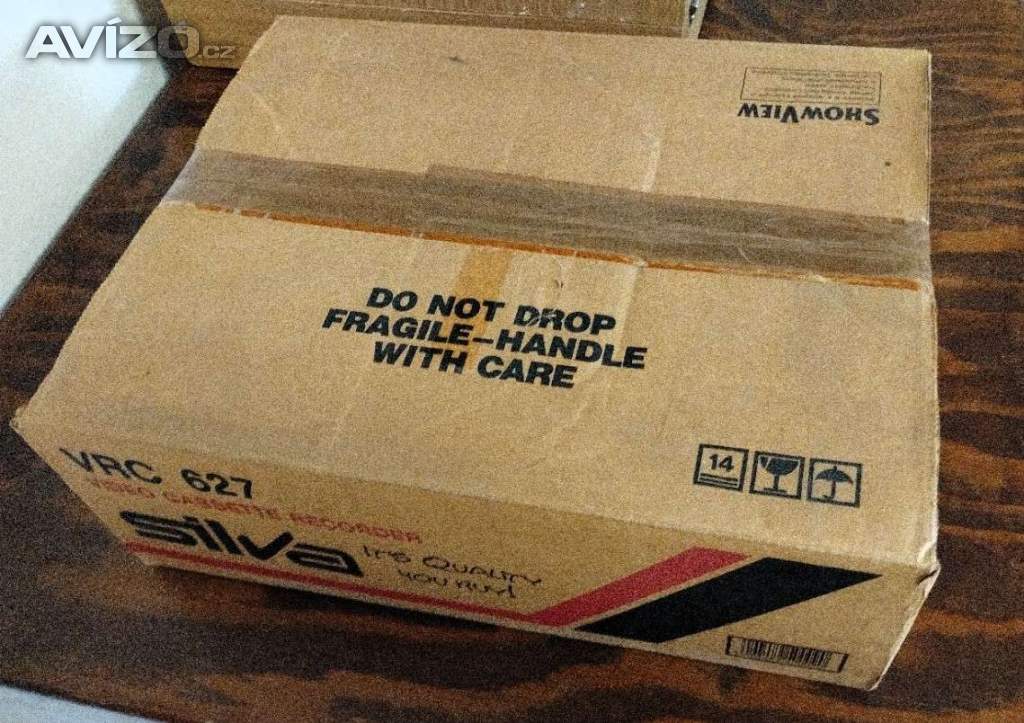 AVÍZO.cz
SHOWVIEW
DO NOT DROP
FRAGILE-HANDLE
WITH CARE
14
VRC 627
VIDEO CASSETTE RECORDER
silva
IT'S QUALITY
YOU BUY!